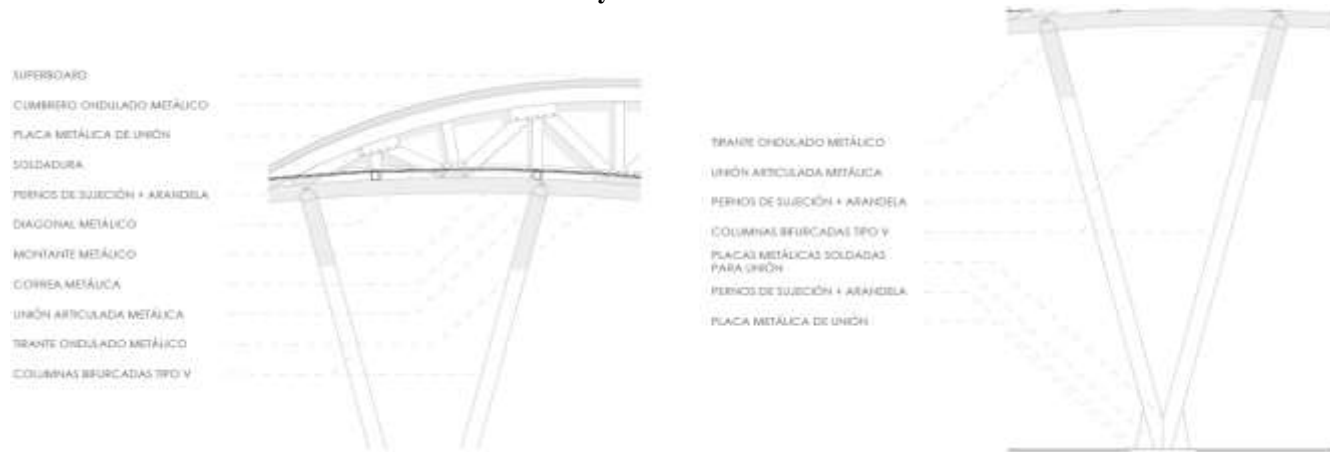 y
SUPERBOARD
CUMBRERO ONDULADO METÁLICO
PLACA METÁLICA DE UNIÓN
SOLDADURA
PERNOS DE SUJECIÓN + ARANDELA
DIAGONAL METÁLICO
MONTANTE METÁLICO
CORREA METÁLICA
UNIÓN ARTICULADA METÁLICA
TIRANTE ONDULADO METÁLICO
COLUMNAS BIFURCADAS TIPO V
TIRANTE ONDULADO METÁLICO
UNIÓN ARTICULADA METÁLICA
PERNOS DE SUJECIÓN + ARANDELA
COLUMNAS BIFURCADAS TIPO V
PLACAS METÁLICAS SOLDADAS
PARA UNIÓN
PERNOS DE SUJECIÓN + ARANDELA
PLACA METÁLICA DE UNIÓN